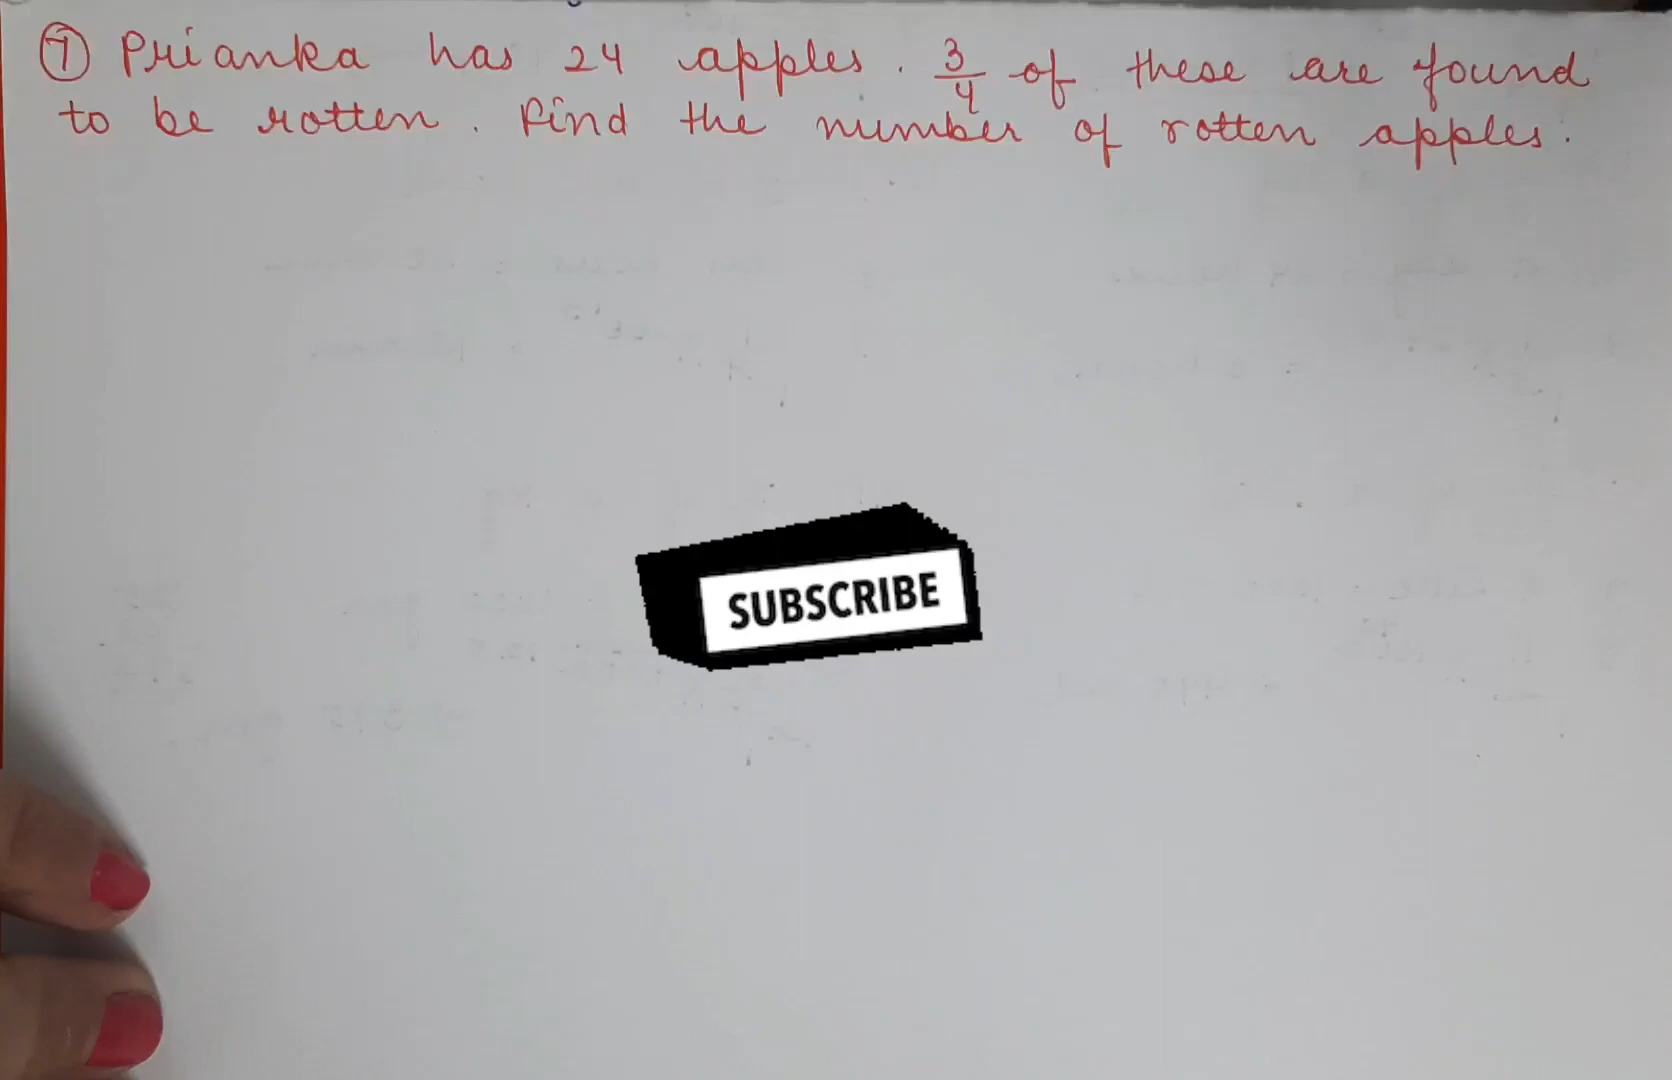 ⑦ Prianka has 24 apples. 3/4 of these are found
to be rotten. Find the number of rotten apples.
SUBSCRIBE